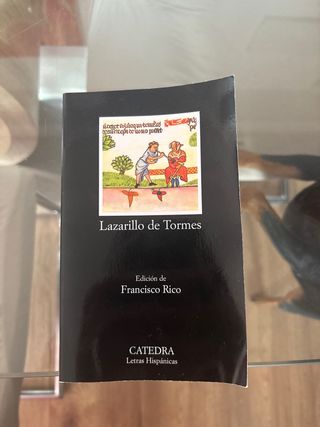 Lazarillo de Tormes
Edición de
Francisco Rico
CATEDRA
Letras Hispánicas